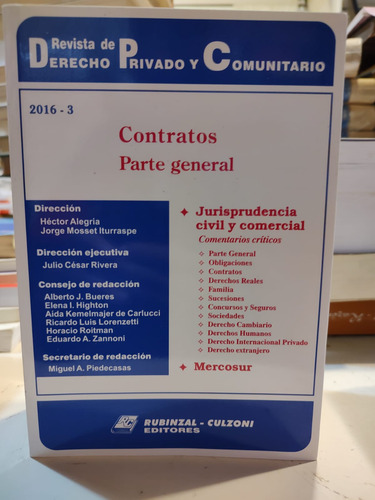 Revista de
DERECHO PRIVADO Y COMUNITARIO
2016 - 3
Contratos
Parte general
Dirección
Héctor Alegria
Jorge Mosset Iturraspe
Dirección ejecutiva
Julio César Rivera
Consejo de redacción
Alberto J. Bueres
Elena I. Highton
Aida Kemelmajer de Carlucci
Ricardo Luis Lorenzetti
Horacio Roitman
Eduardo A. Zannoni
Secretario de redacción
Miguel A. Piedecasas
Jurisprudencia
civil y comercial
Comentarios críticos
Parte General
Obligaciones
Contratos
Derechos Reales
Familia
Sucesiones
Concursos y Seguros
Sociedades
Derecho Cambiario
Derechos Humanos
Derecho Internacional Privado
Derecho extranjero
Mercosur
RUBINZAL - CULZONI
EDITORES